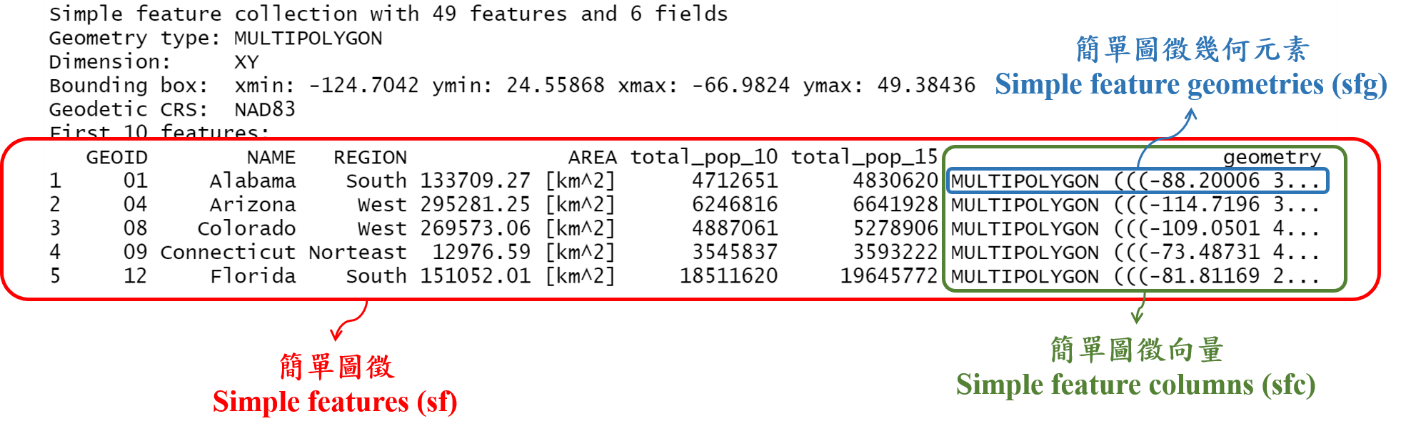 Simple feature collection with 49 features and 6 fields
Geometry type: MULTIPOLYGON
Dimension:     XY
Bounding box:  xmin: -124.7042 ymin: 24.55868 xmax: -66.9824 ymax: 49.38436
Geodetic CRS:  NAD83
First 10 features:
簡單圖徵幾何元素
Simple feature geometries (sfg)
GEOID        NAME   REGION             AREA total_pop_10 total_pop_15                       geometry
1     01     Alabama    South 133709.27 [km^2]      4712651      4830620 MULTIPOLYGON (((-88.20006 3...
2     04     Arizona     West 295281.25 [km^2]      6246816      6641928 MULTIPOLYGON (((-114.7196 3...
3     08    Colorado     West 269573.06 [km^2]      4887061      5278906 MULTIPOLYGON (((-109.0501 4...
4     09 Connecticut Norteast  12976.59 [km^2]      3545837      3593222 MULTIPOLYGON (((-73.48731 4...
5     12     Florida    South 151052.01 [km^2]     18511620     19645772 MULTIPOLYGON (((-81.81169 2...
簡單圖徵
Simple features (sf)
簡單圖徵向量
Simple feature columns (sfc)